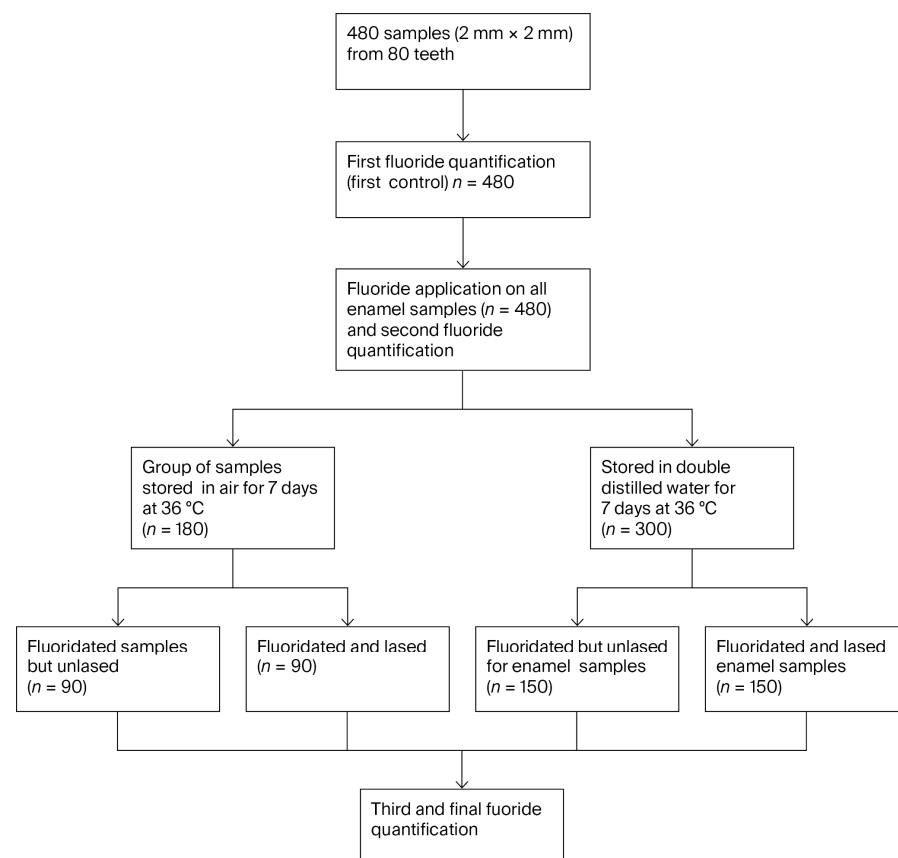 480 samples (2 mm × 2 mm)
from 80 teeth
First fluoride quantification
(first control) n = 480
Fluoride application on all
enamel samples (n = 480)
and second fluoride
quantification
Group of samples
stored in air for 7 days
at 36 °C
(n = 180)
Stored in double
distilled water for
7 days at 36 °C
(n = 300)
Fluoridated samples
but unlased
(n = 90)
Fluoridated and lased
(n = 90)
Fluoridated but unlased
for enamel samples
(n = 150)
Fluoridated and lased
enamel samples
(n = 150)
Third and final fuoride
quantification